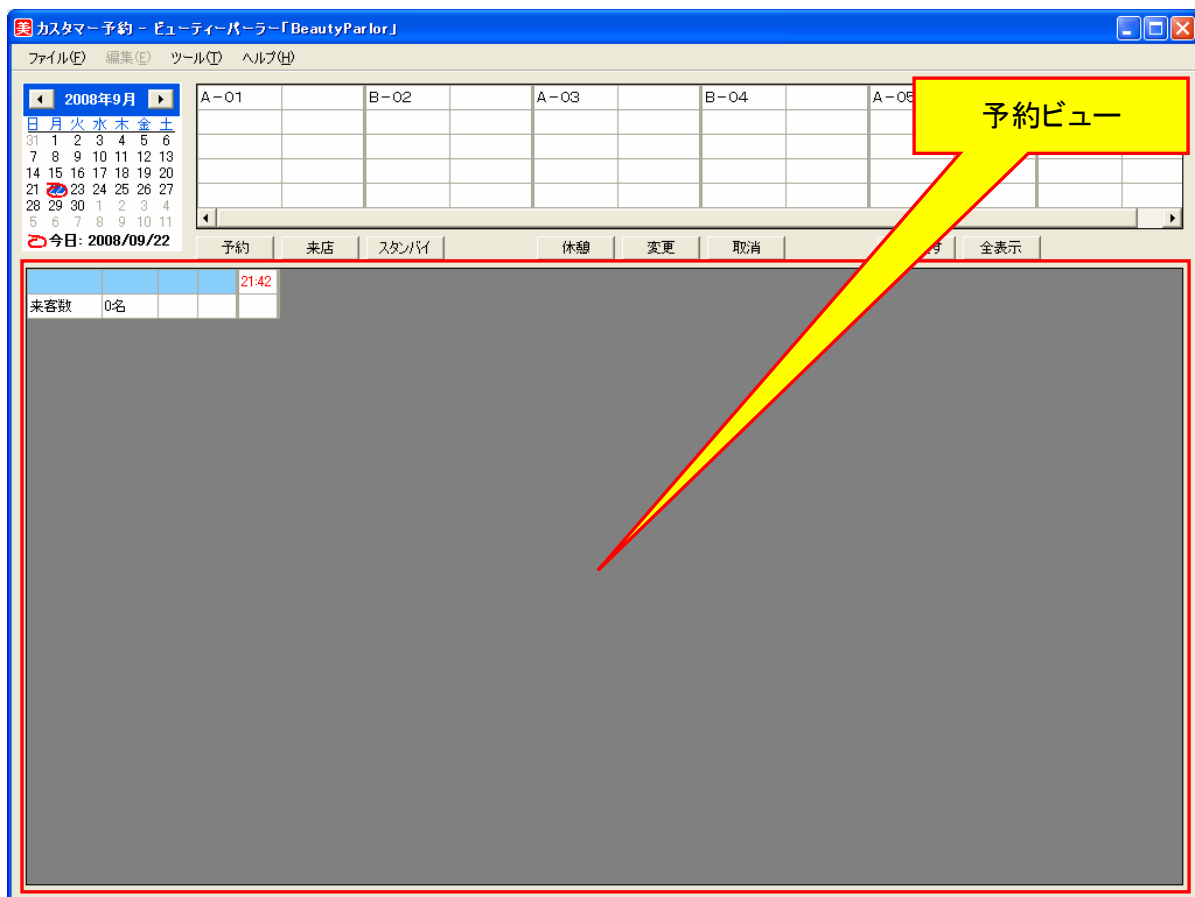 美 カスタマー予約 - ビューティーパーラー「BeautyParlor」
ファイル(F) 編集(E) ツール(T) ヘルプ(H)
2008年9月
日 月 火 水 木 金 土
31 1 2 3 4 5 6
7 8 9 10 11 12 13
14 15 16 17 18 19 20
21 22 23 24 25 26 27
28 29 30 1 2 3 4
5 6 7 8 9 10 11
今日: 2008/09/22
A-01 B-02 A-03 B-04 A-05
予約ビュー
予約 来店 スタンバイ 休憩 変更 取消 全表示
21:42
来客数 0名